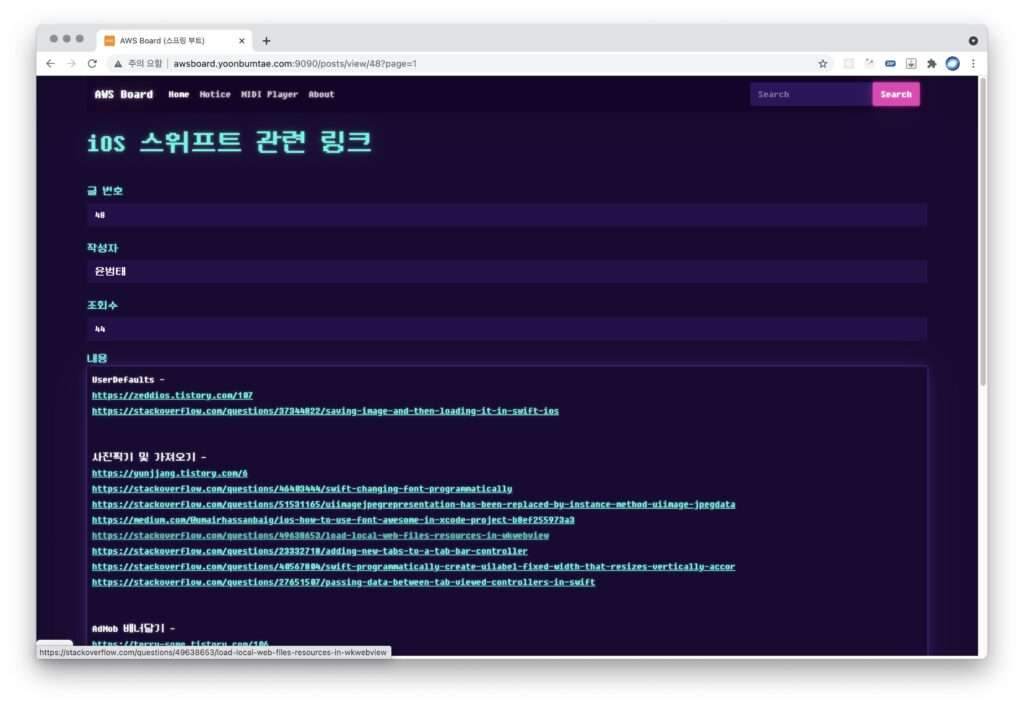 AWS Board (스프링 부트)
주의 요함
awsboard.yoonbumtae.com:9090/posts/view/48?page=1
AWS Board Home Notice MIDI Player About Search Search
iOS 스위프트 관련 링크
글 번호
48
작성자
윤범태
조회수
44
내용
UserDefaults -
https://zeddios.tistory.com/107
https://stackoverflow.com/questions/37344822/saving-image-and-then-loading-it-in-swift-ios
사진찍기 및 가져오기 -
https://yunjjang.tistory.com/6
https://stackoverflow.com/questions/46403444/swift-changing-font-programmatically
https://stackoverflow.com/questions/51531165/uiimagejpegrepresentation-has-been-replaced-by-instance-method-uiimage-jpegdata
https://medium.com/@umairhassanbaig/ios-how-to-use-font-awesome-in-xcode-project-b8ef255973a3
https://stackoverflow.com/questions/49638653/load-local-web-files-resources-in-wkwebview
https://stackoverflow.com/questions/23332710/adding-new-tabs-to-a-tab-bar-controller
https://stackoverflow.com/questions/40567804/swift-programmatically-create-uilabel-fixed-width-that-resizes-vertically-accor
https://stackoverflow.com/questions/27651507/passing-data-between-tab-viewed-controllers-in-swift
AdMob 배너달기 -
https://stackoverflow.com/questions/49638653/load-local-web-files-resources-in-wkwebview